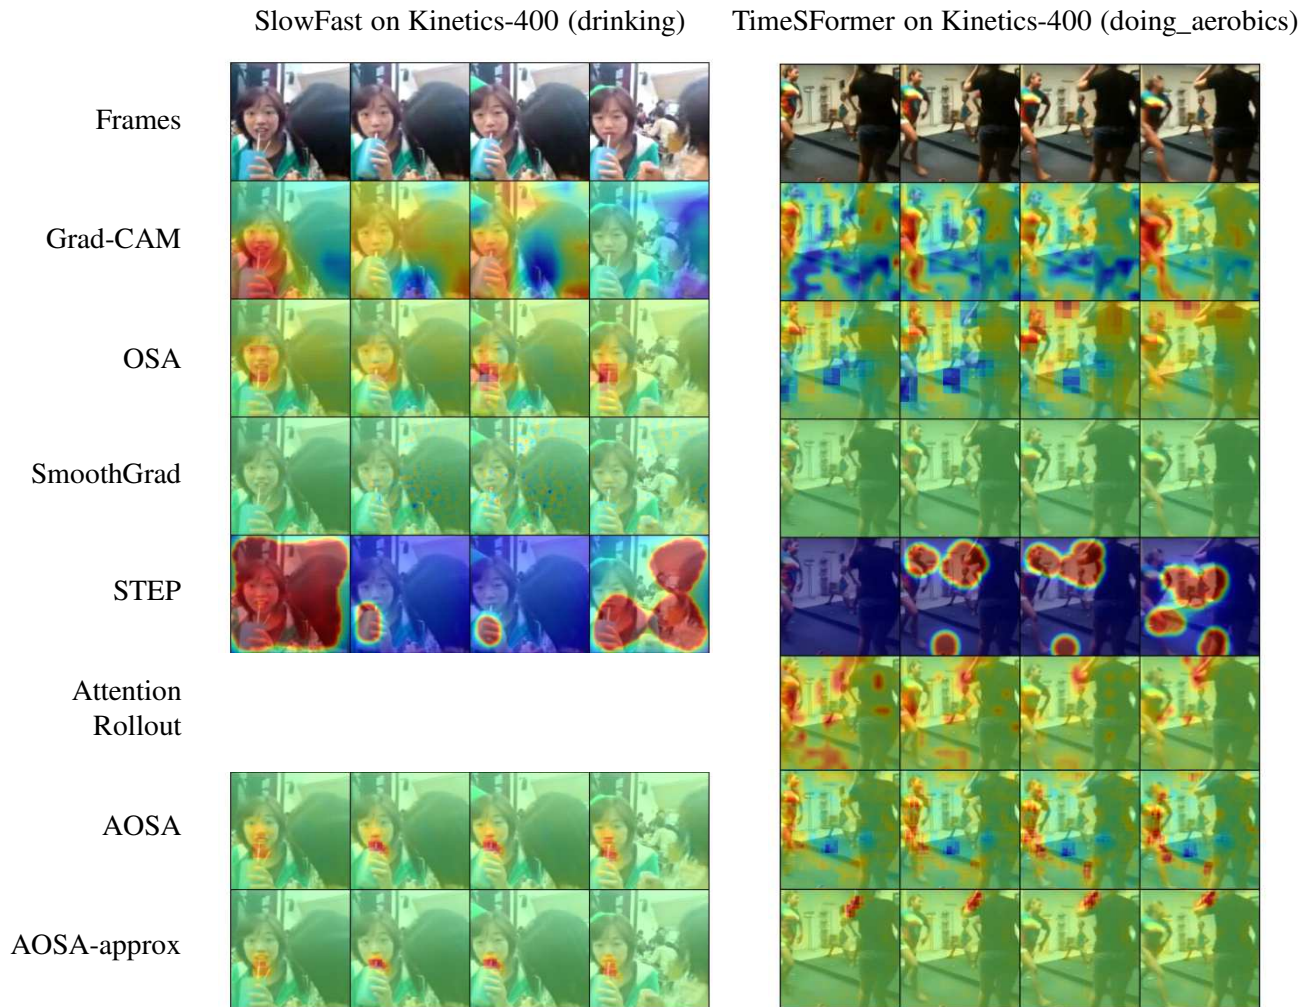 SlowFast on Kinetics-400 (drinking)
TimeSFormer on Kinetics-400 (doing_aerobics)
Frames
Grad-CAM
OSA
SmoothGrad
STEP
Attention
Rollout
AOSA
AOSA-approx